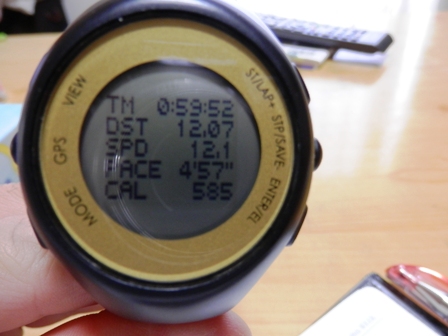 VIEW
GPS
MODE
ST/LAP+
STP/SAVE-
ENTER/EL
TM 0:59:52
DST 12.07
SPD 12.1
PACE 4'57"
CAL 585